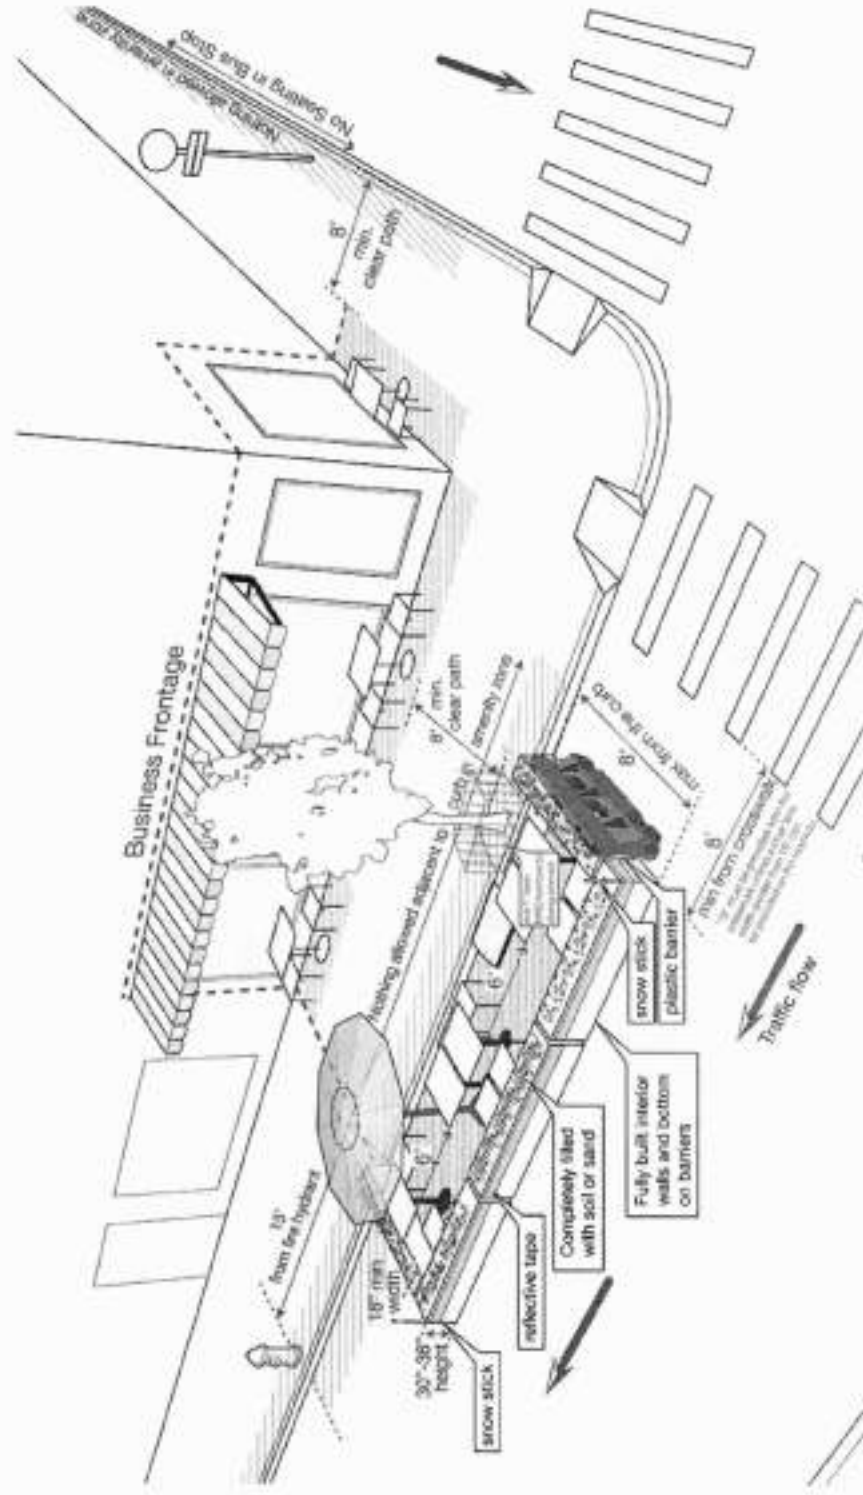 Nothing allowed in amenity zone
No Seating in Bus Stop
8'
min.
clear path
Business Frontage
8'
min.
clear path
Nothing allowed adjacent to
curb in
amenity zone
8'
max from the curb
8'
min from crosswalk
6'
6'
15'
from fire hydrant
18" min
width
30"-36"
height
snow stick
reflective tape
Completely filled
with soil or sand
Fully built interior
walls and bottom
on barriers
snow stick
plastic barrier
Traffic flow